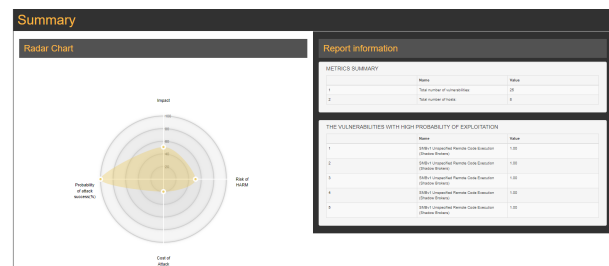 Summary
Radar Chart
Impact
100
80
60
Risk of
HARM
Probability
of attack
success(%)
Cost of
Attack
Report information
METRICS SUMMARY
Name Value
1 Total number of vulnerabilities 25
2 Total number of hosts
THE VULNERABILITIES WITH HIGH PROBABILITY OF EXPLOITATION
Name Value
1 SMBv1 Unspecified Remote Code Execution 1.00
(Shadow Brokers)
2 SMBv1 Unspecified Remote Code Execution 1.00
(Shadow Brokers)
3 SMBv1 Unspecified Remote Code Execution 1.00
(Shadow Brokers)
4 SMBv1 Unspecified Remote Code Execution 1.00
(Shadow Brokers)
5 SMBv1 Unspecified Remote Code Execution 1.00
(Shadow Brokers)